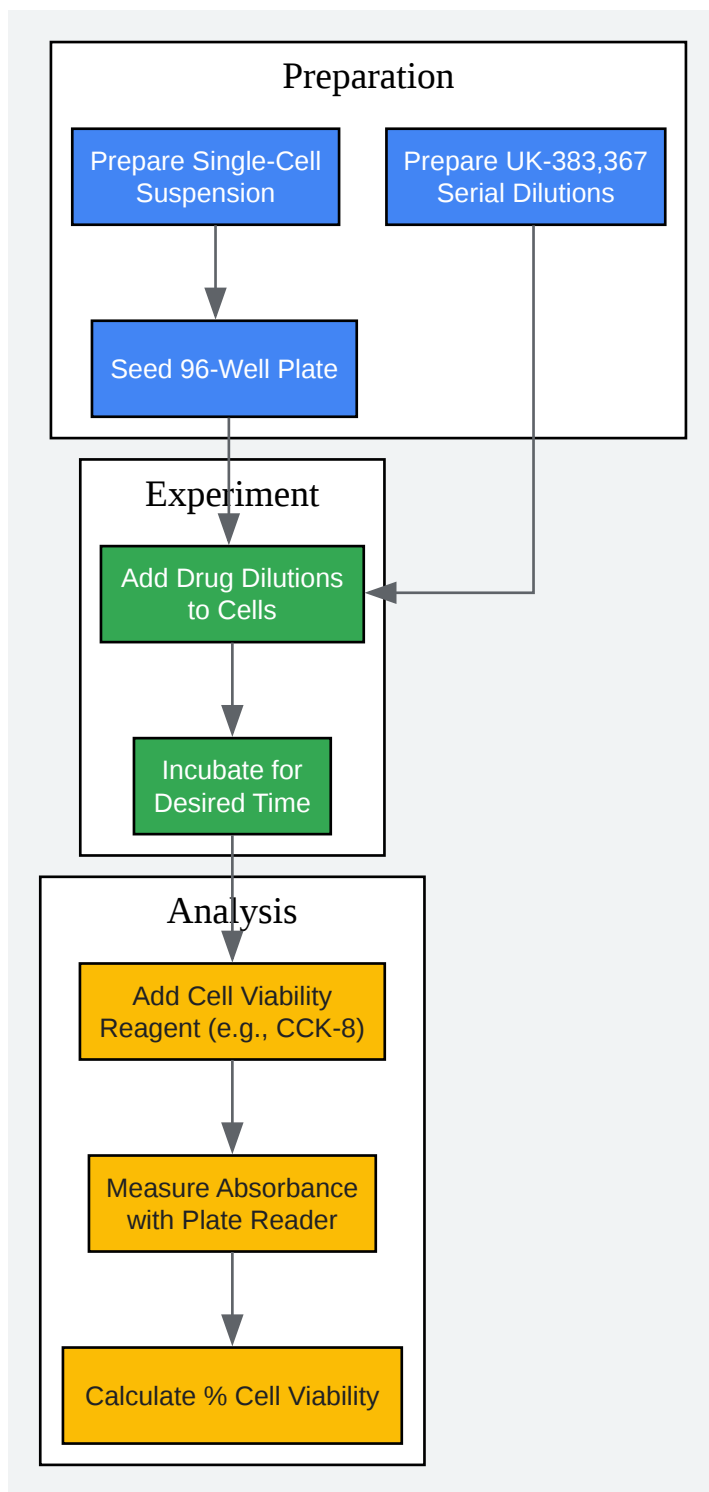 Preparation
Prepare Single-Cell
Suspension
Prepare UK-383,367
Serial Dilutions
Seed 96-Well Plate
Experiment
Add Drug Dilutions
to Cells
Incubate for
Desired Time
Analysis
Add Cell Viability
Reagent (e.g., CCK-8)
Measure Absorbance
with Plate Reader
Calculate % Cell Viability